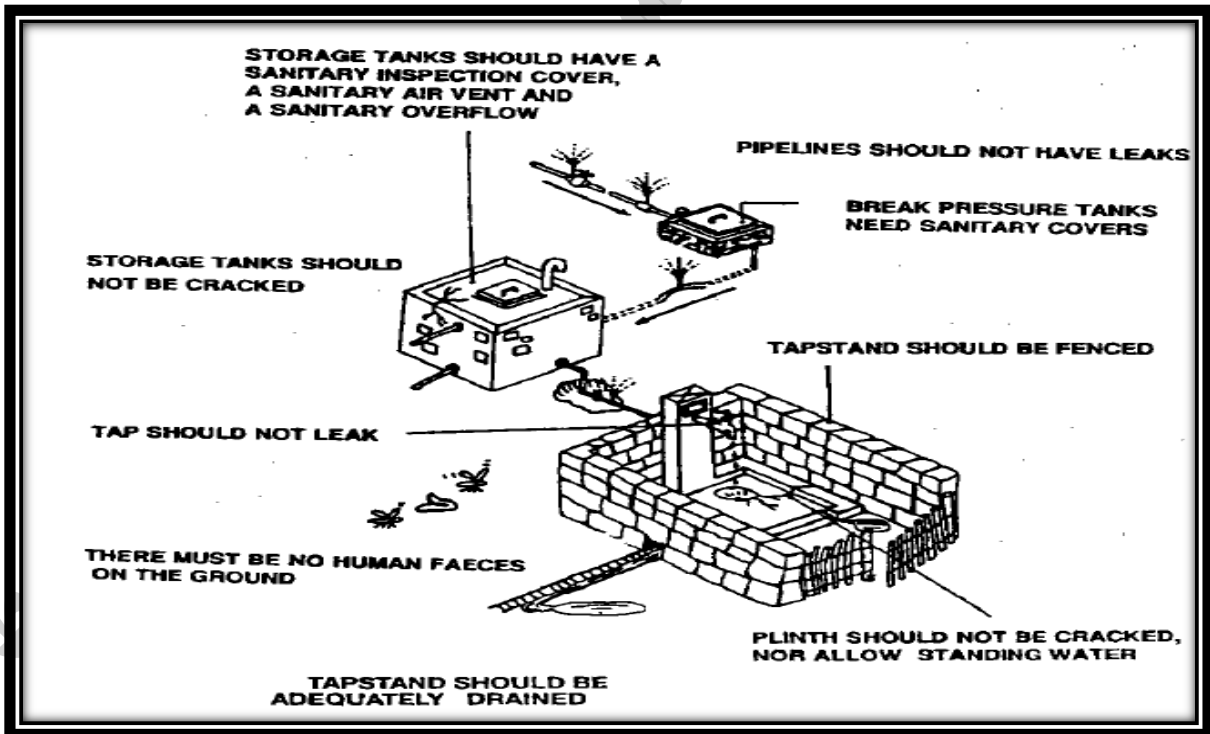 STORAGE TANKS SHOULD HAVE A
SANITARY INSPECTION COVER,
A SANITARY AIR VENT AND
A SANITARY OVERFLOW
PIPELINES SHOULD NOT HAVE LEAKS
BREAK PRESSURE TANKS
NEED SANITARY COVERS
STORAGE TANKS SHOULD
NOT BE CRACKED
TAPSTAND SHOULD BE FENCED
TAP SHOULD NOT LEAK
THERE MUST BE NO HUMAN FAECES
ON THE GROUND
PLINTH SHOULD NOT BE CRACKED,
NOR ALLOW STANDING WATER
TAPSTAND SHOULD BE
ADEQUATELY DRAINED